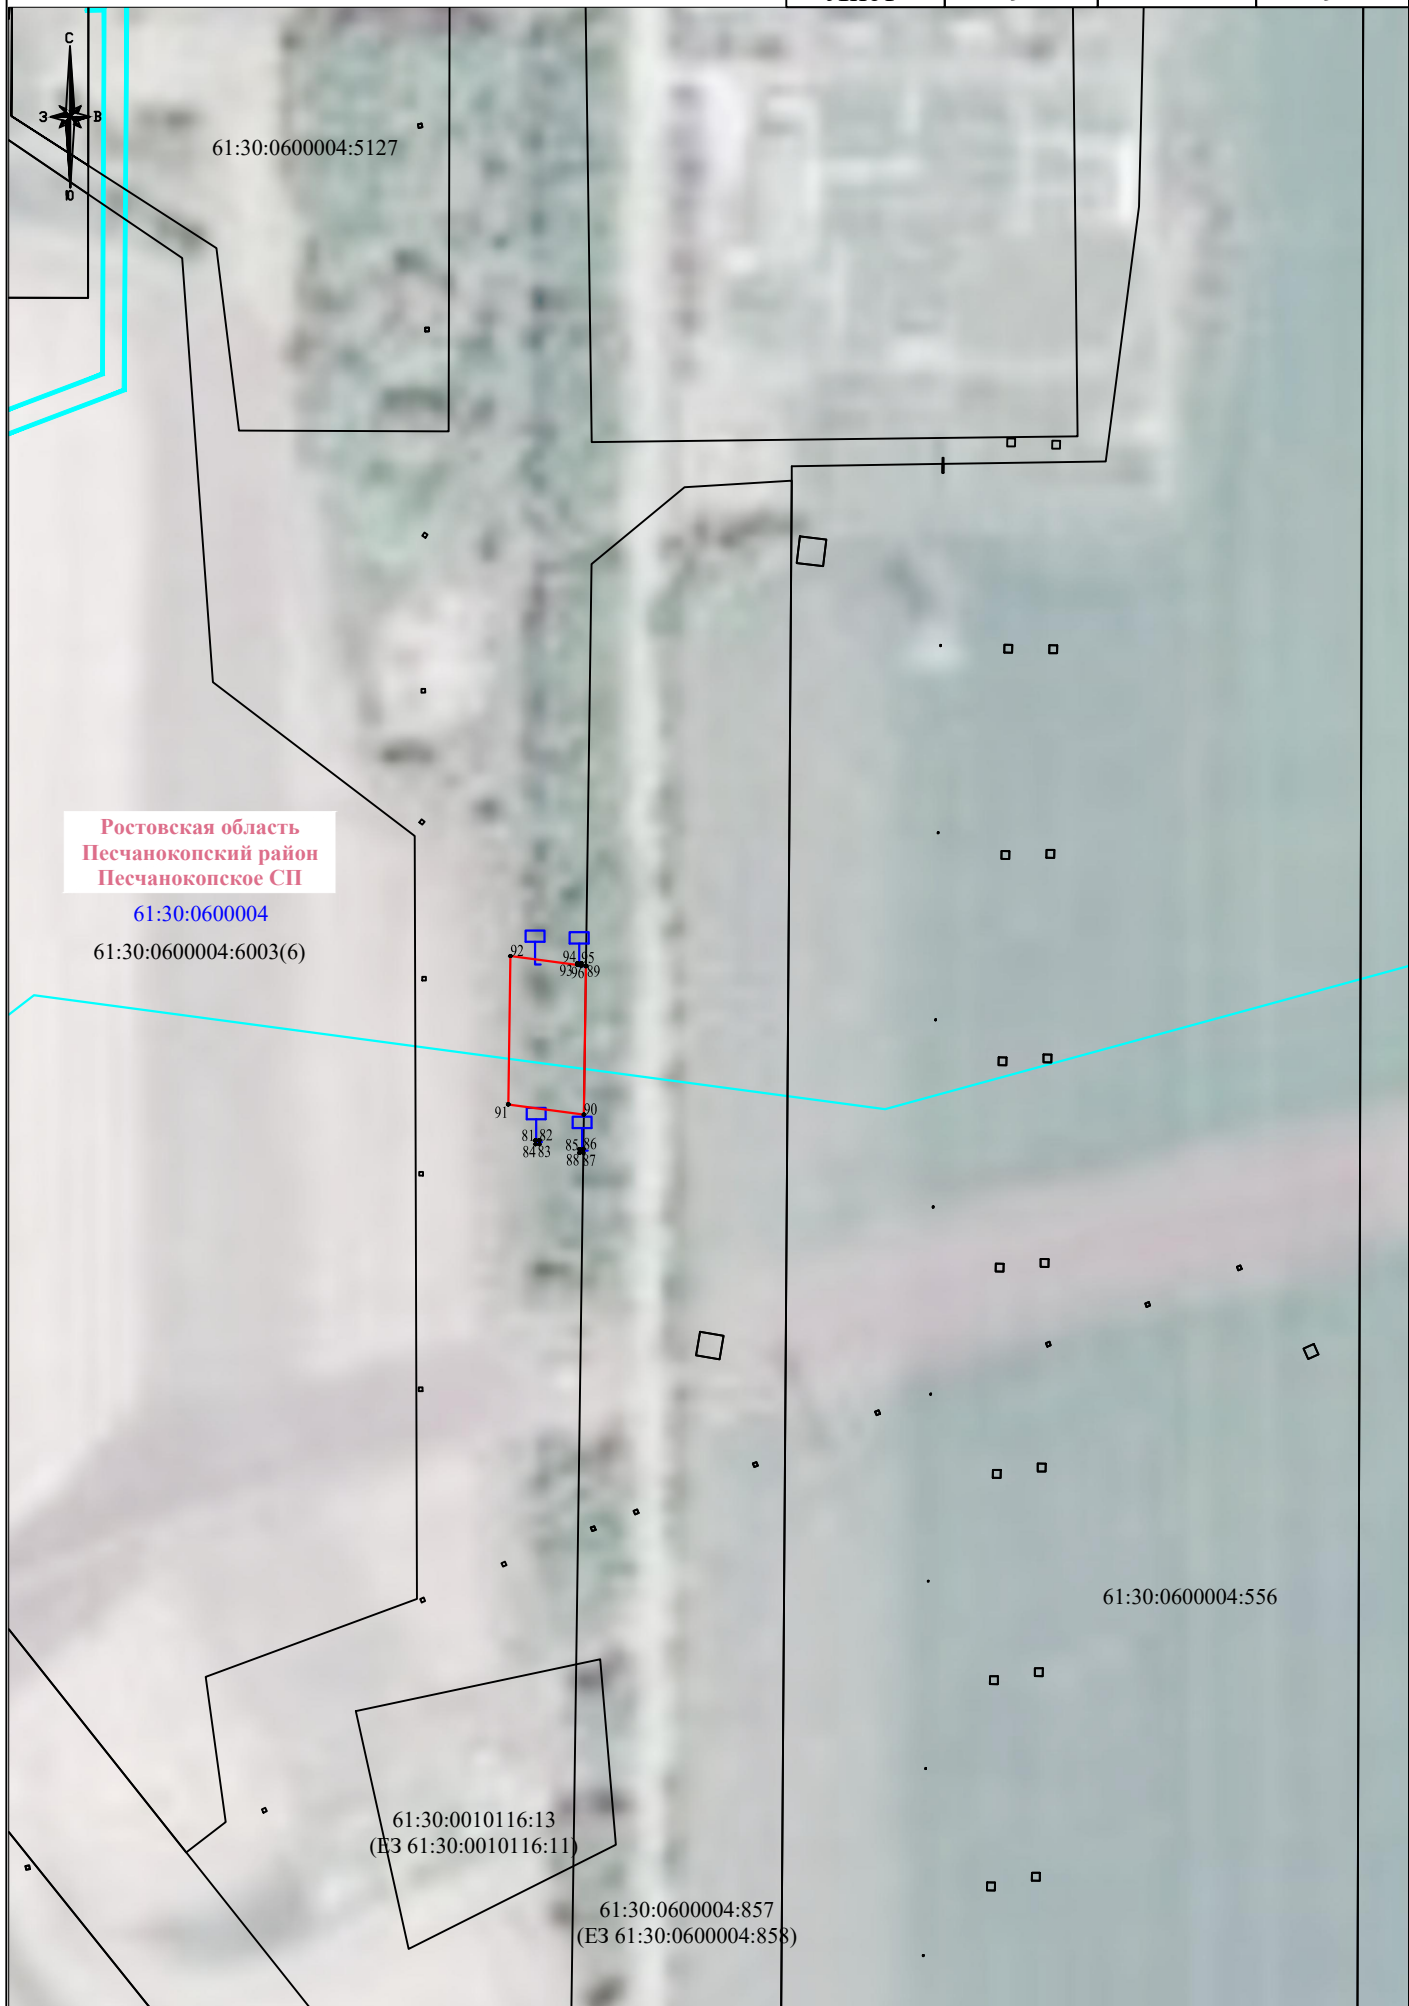 С
З В
Ю
61:30:0600004:5127
Ростовская область
Песчанокопский район
Песчанокопское СП
61:30:0600004
61:30:0600004:6003(6)
92
94 95
93 96 89
91
90
81 82
84 83
85 86
88 87
61:30:0600004:556
61:30:0010116:13
(ЕЗ 61:30:0010116:11)
61:30:0600004:857
(ЕЗ 61:30:0600004:858)